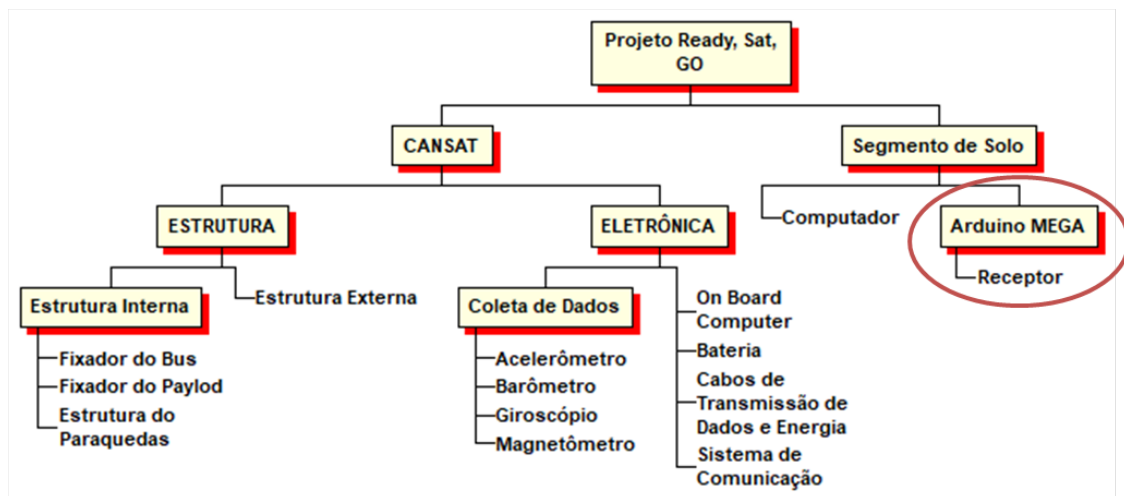 Projeto Ready, Sat,
GO
CANSAT
Segmento de Solo
ESTRUTURA
ELETRÔNICA
Computador
Arduino MEGA
Receptor
Estrutura Interna
Estrutura Externa
Coleta de Dados
On Board
Computer
Fixador do Bus
Fixador do Paylod
Estrutura do
Paraquedas
Acelerômetro
Barômetro
Giroscópio
Magnetômetro
Bateria
Cabos de
Transmissão de
Dados e Energia
Sistema de
Comunicação